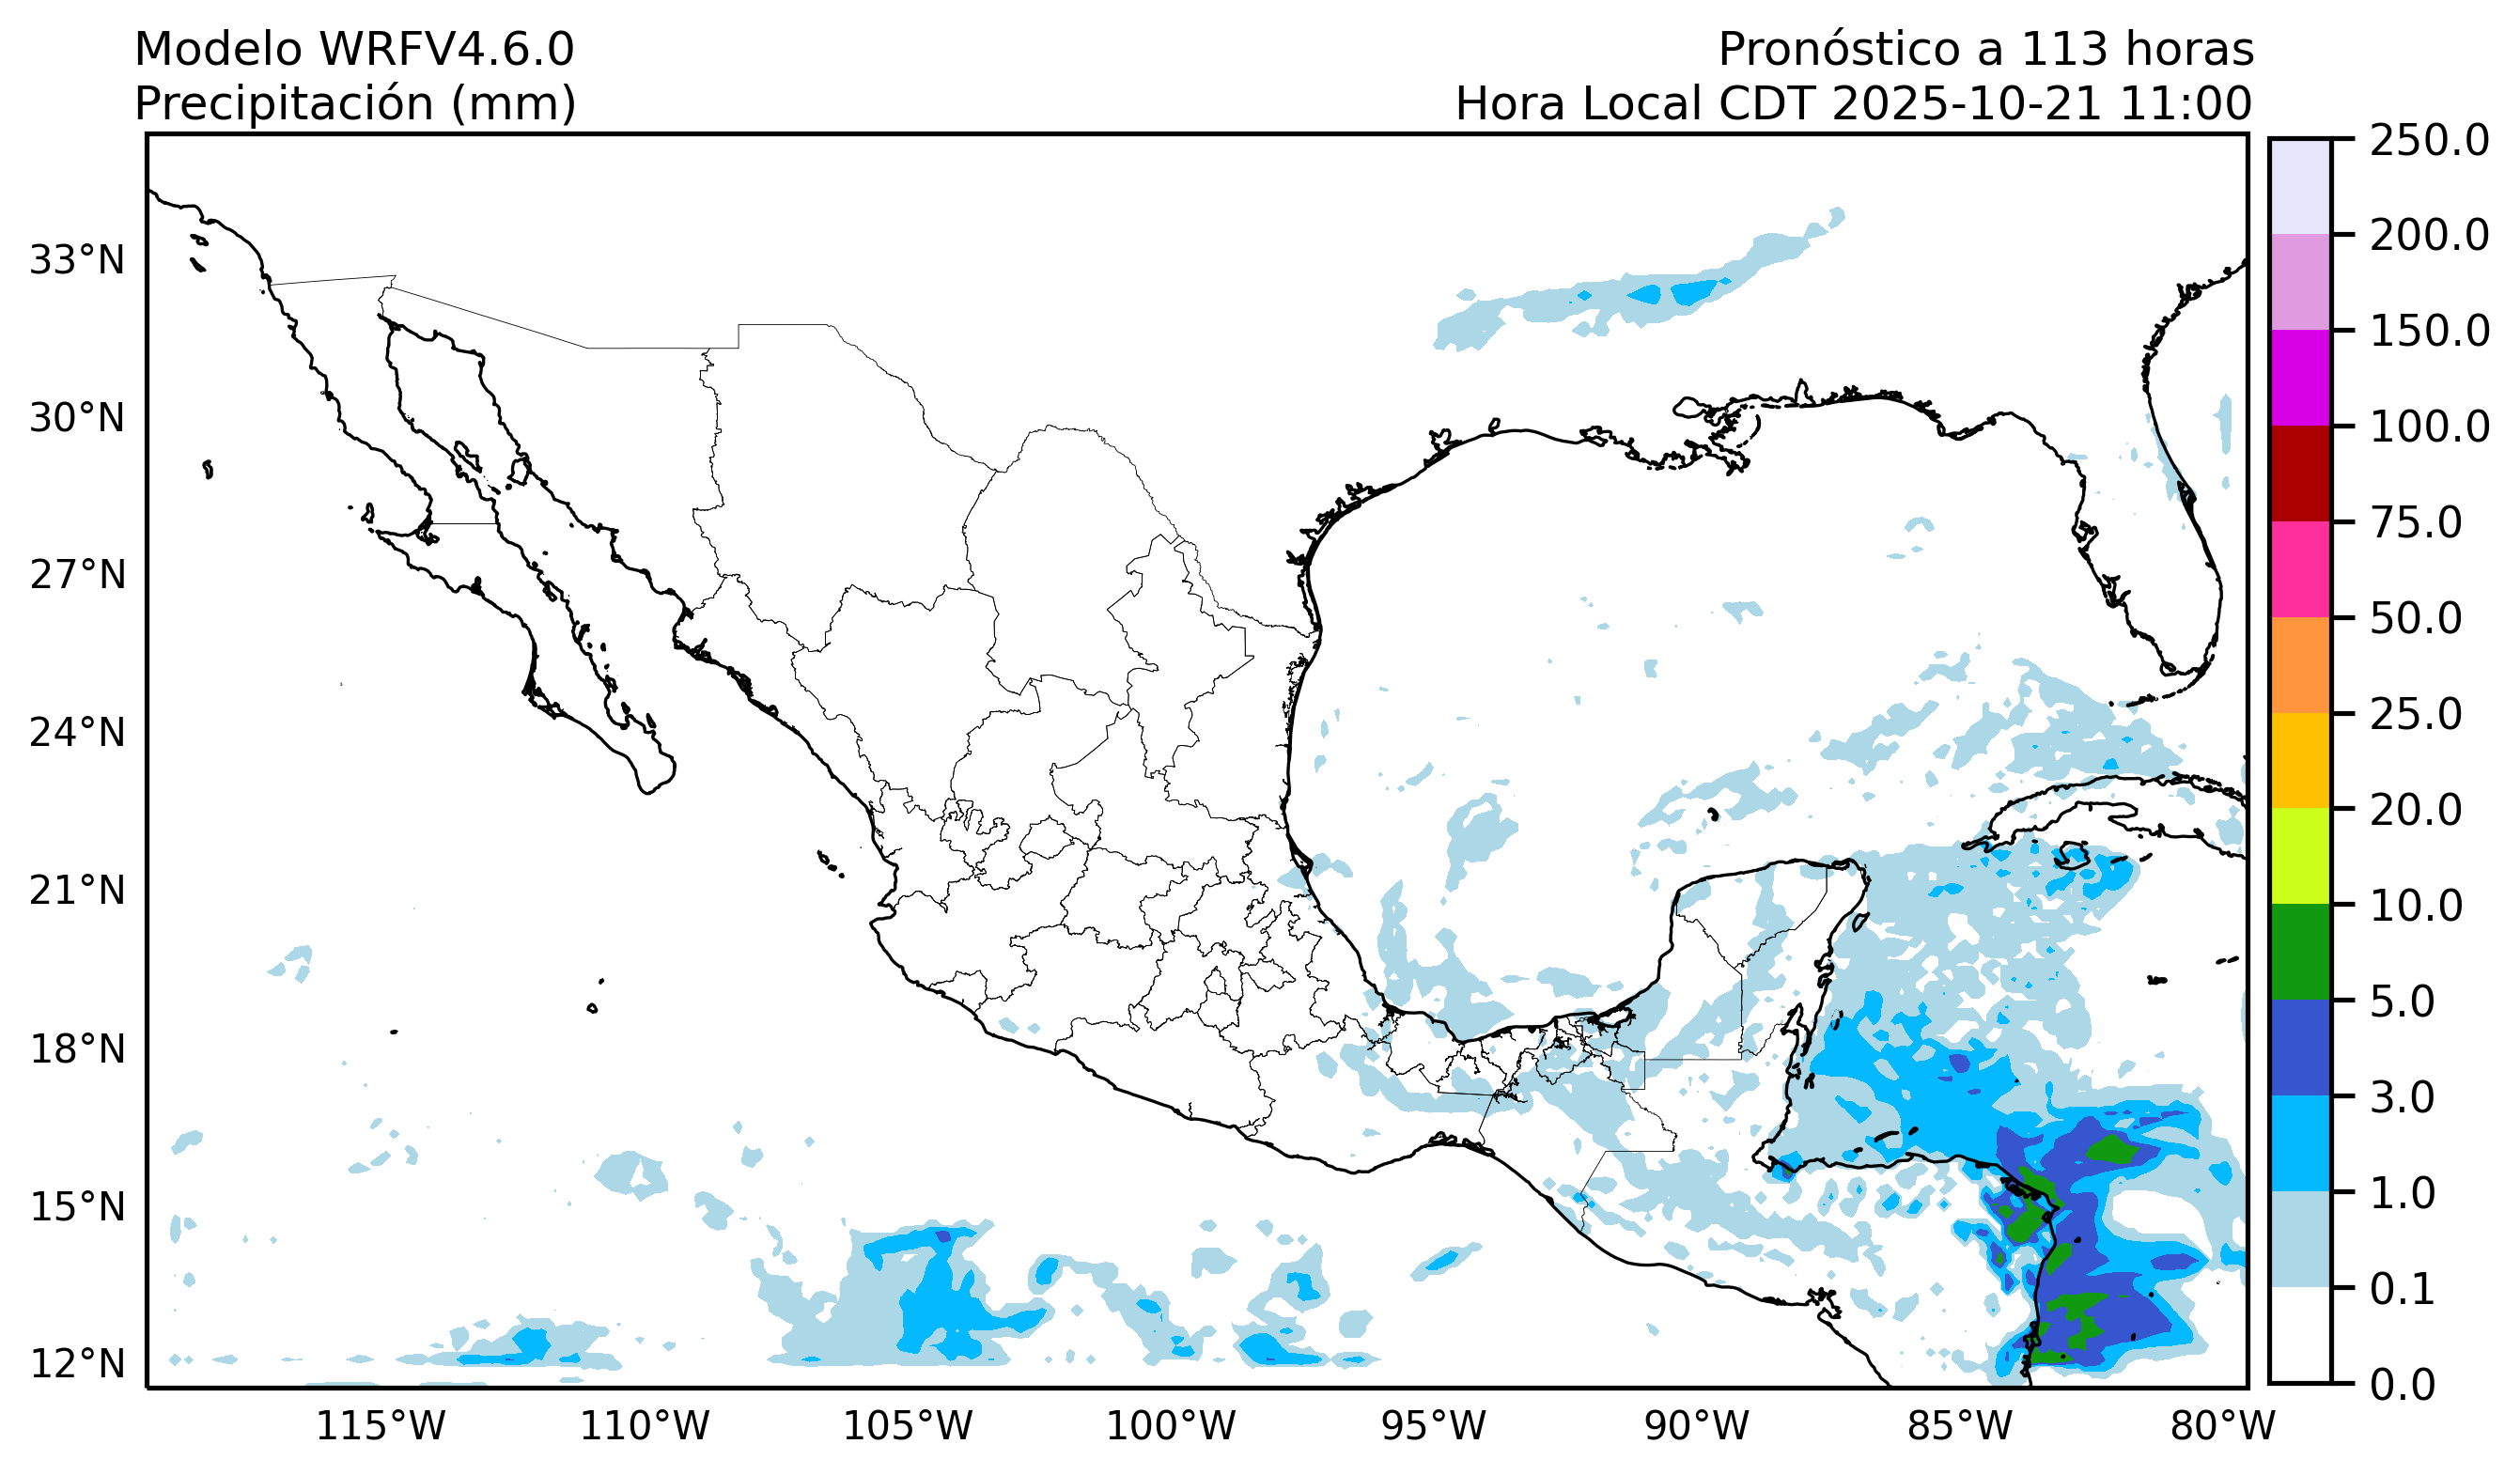 Modelo WRFV4.6.0
Precipitación (mm)
Pronóstico a 113 horas
Hora Local CDT 2025-10-21 11:00
33°N
30°N
27°N
24°N
21°N
18°N
15°N
12°N
115°W
110°W
105°W
100°W
95°W
90°W
85°W
80°W
250.0
200.0
150.0
100.0
75.0
50.0
25.0
20.0
10.0
5.0
3.0
1.0
0.1
0.0